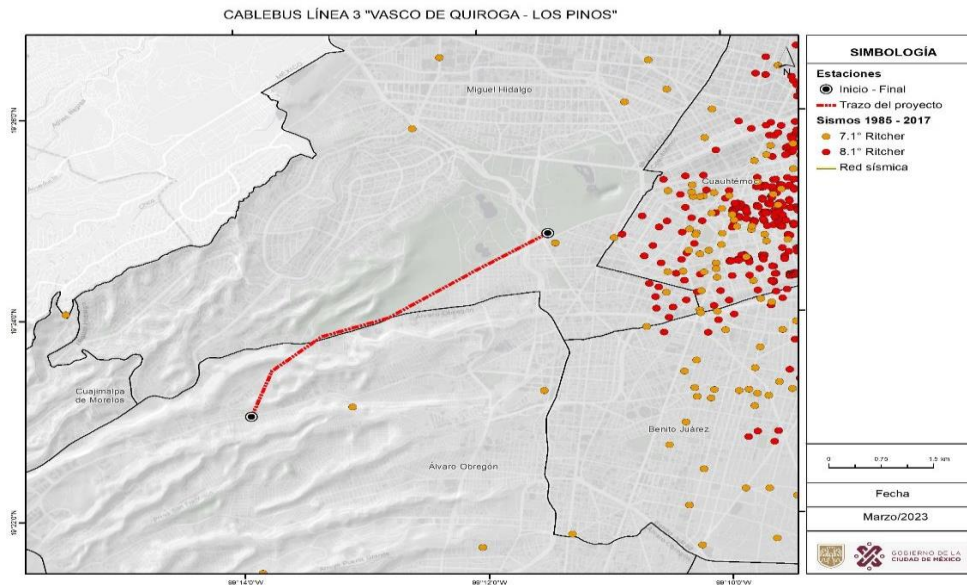 CABLEBUS LÍNEA 3 "VASCO DE QUIROGA - LOS PINOS"
SIMBOLOGÍA
N
Estaciones
Inicio - Final
Trazo del proyecto
Sismos 1985 - 2017
7.1° Ritcher
8.1° Ritcher
Red sísmica
Miguel Hidalgo
Cuauhtémoc
Cuajimalpa
de Morelos
Benito Juárez
Álvaro Obregón
0 0.75 1.5 km
Fecha
Marzo/2023
GOBIERNO DE LA
CIUDAD DE MÉXICO
99°14'0"W 99°12'0"W 99°10'0"W